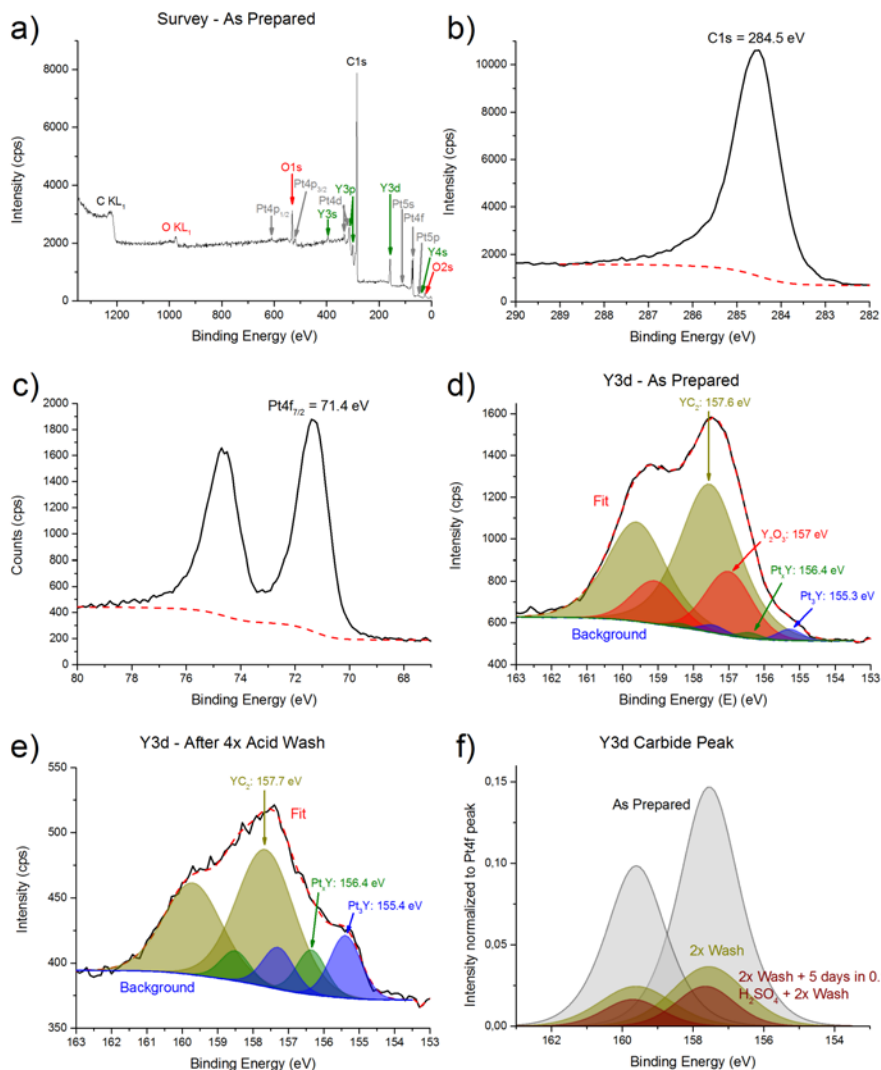 a)
Survey - As Prepared
Intensity (cps)
8000
6000
4000
2000
0
C KL₁
O KL₁
Pt4p₁/₂
O1s
Pt4p₃/₂
Y3s
Pt4d
Y3p
C1s
Y3d
Pt5s
Pt4f
Pt5p
Y4s
O2s
1200 1000 800 600 400 200 0
Binding Energy (eV)
b)
C1s = 284.5 eV
Intensity (cps)
10000
8000
6000
4000
2000
0
290 289 288 287 286 285 284 283 282
Binding Energy (eV)
c)
Pt4f₇/₂ = 71.4 eV
Counts (cps)
2000
1800
1600
1400
1200
1000
800
600
400
200
0
80 78 76 74 72 70 68
Binding Energy (eV)
d)
Y3d - As Prepared
YC₂: 157.6 eV
Fit
Y₂O₃: 157 eV
PtₓY: 156.4 eV
Pt₃Y: 155.3 eV
Background
Intensity (cps)
1600
1400
1200
1000
800
600
400
163 162 161 160 159 158 157 156 155 154 153
Binding Energy (E) (eV)
e)
Y3d - After 4x Acid Wash
YC₂: 157.7 eV
Fit
PtₓY: 156.4 eV
Pt₃Y: 155.4 eV
Background
Intensity (cps)
525
500
475
450
425
400
375
350
163 162 161 160 159 158 157 156 155 154 153
Binding Energy (eV)
f)
Y3d Carbide Peak
As Prepared
2x Wash
2x Wash + 5 days in 0.
H₂SO₄ + 2x Wash
Intensity normalized to Pt4f peak
0,15
0,10
0,05
0,00
162 160 158 156 154
Binding Energy (eV)